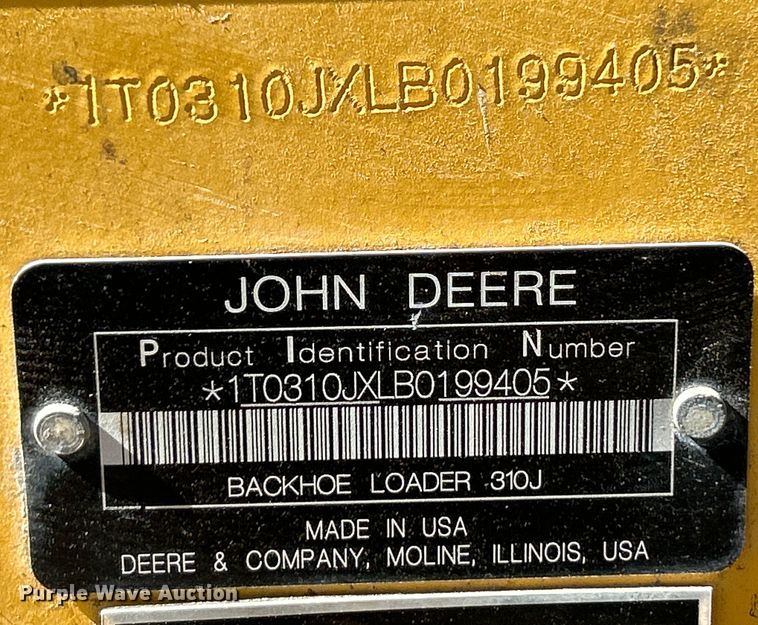 *1T0310JXLB0199405*
JOHN DEERE
Product Identification Number
*1T0310JXLB0199405*
BACKHOE LOADER 310J
MADE IN USA
DEERE & COMPANY, MOLINE, ILLINOIS, USA
Purple Wave Auction